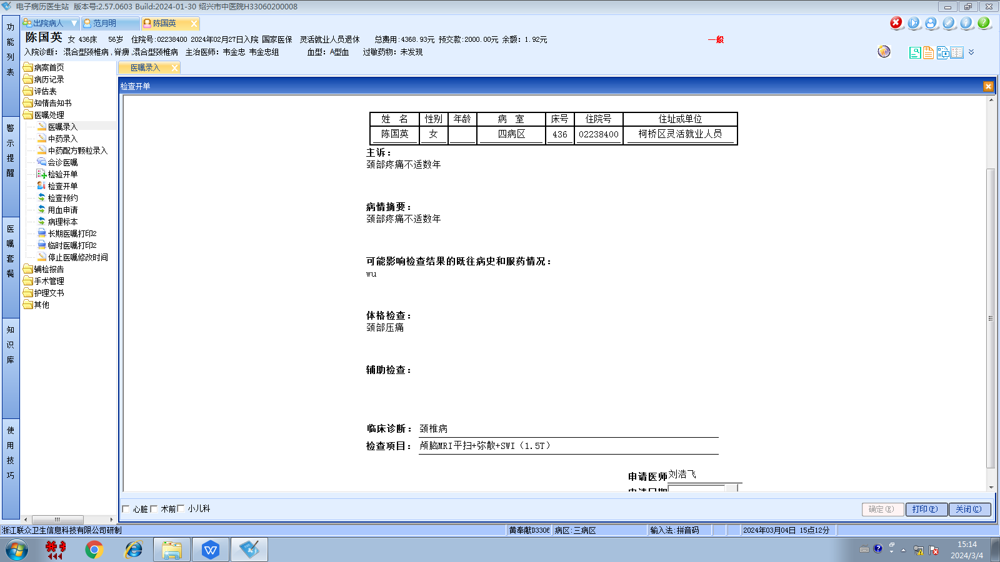 电子病历医生站 版本号:2.57.0603 Build:2024-01-30 绍兴市中医院H33060200008
出院病人 范月明 陈国英
陈国英 女 436床 56岁 住院号:02238400 2024年02月27日入院 国家医保 灵活就业人员退休 总费用:4368.93元 预交款:2000.00元 余额: 1.92元 一般
入院诊断: 混合型颈椎病,脊痹,混合型颈椎病 主治医师: 韦金忠 韦金忠组 血型: A型血 过敏药物: 未发现
功能列表
警示提醒
医嘱套餐
知识库
使用技巧
病案首页
病历记录
评估表
知情告知书
医嘱处理
医嘱录入
中药录入
中药配方颗粒录入
会诊医嘱
检验开单
检查开单
检查预约
用血申请
病理标本
长期医嘱打印2
临时医嘱打印2
停止医嘱修改时间
辅检报告
手术管理
护理文书
其他
医嘱录入
检查开单
姓 名 性别 年龄 病 室 床号 住院号 住址或单位
陈国英 女 四病区 436 02238400 柯桥区灵活就业人员
主诉:
颈部疼痛不适数年
病情摘要:
颈部疼痛不适数年
可能影响检查结果的既往病史和服药情况:
wu
体格检查:
颈部压痛
辅助检查:
临床诊断: 颈椎病
检查项目: 颅脑MRI平扫+弥散+SWI（1.5T）
申请医师 刘浩飞
申请日期
心脏 术前 小儿科
确定(E) 打印(P) 关闭(C)
浙江联众卫生信息科技有限公司研制 黄奉献D3306 病区:三病区 输入法:拼音码 2024年03月04日 15点12分
15:14
2024/3/4